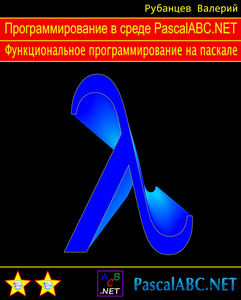 Рубанцев Валерий
Программирование в среде PascalABC.NET
Функциональное программирование на паскале
A B C .NET
PascalABC.NET